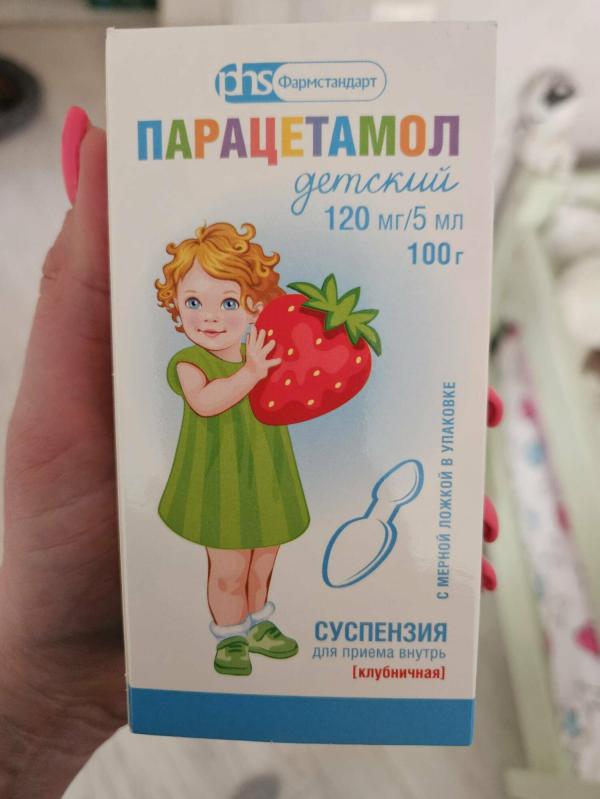 phs Фармстандарт
ПАРАЦЕТАМОЛ
детский
120 мг/5 мл
100 г
С МЕРНОЙ ЛОЖКОЙ В УПАКОВКЕ
СУСПЕНЗИЯ
для приема внутрь
[клубничная]